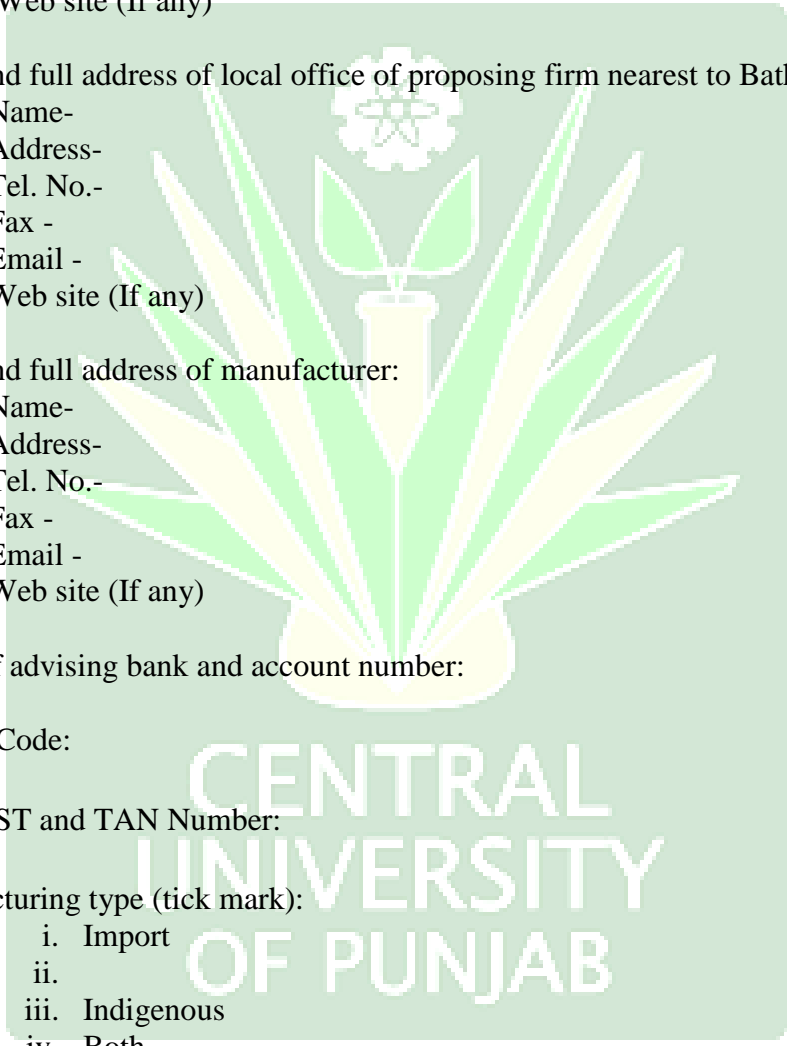 Web site (If any)
nd full address of local office of proposing firm nearest to Bath
Name-
Address-
Tel. No.-
Fax -
Email -
Web site (If any)
nd full address of manufacturer:
Name-
Address-
Tel. No.-
Fax -
Email -
Web site (If any)
f advising bank and account number:
Code:
ST and TAN Number:
cturing type (tick mark):
i. Import
ii.
iii. Indigenous
iv. Both
CENTRAL
UNIVERSITY
OF PUNJAB